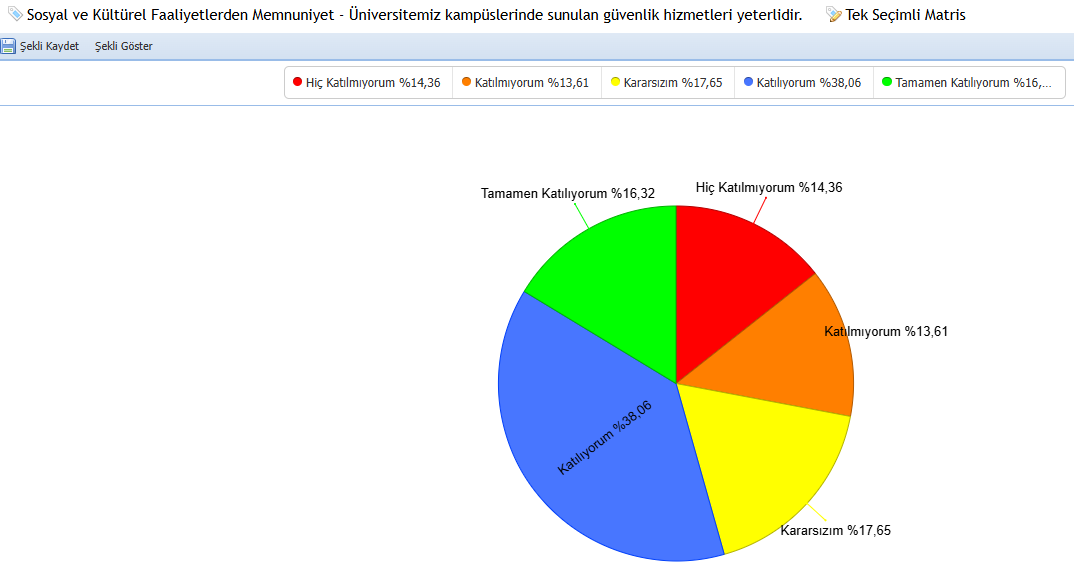 Sosyal ve Kültürel Faaliyetlerden Memnuniyet - Üniversitemiz kampüslerinde sunulan güvenlik hizmetleri yeterlidir. Tek Seçimli Matris
Şekli Kaydet Şekli Göster
Hiç Katılmıyorum %14,36 Katılmıyorum %13,61 Kararsızım %17,65 Katılıyorum %38,06 Tamamen Katılıyorum %16,...
Hiç Katılmıyorum %14,36
Tamamen Katılıyorum %16,32
Katılmıyorum %13,61
Katılıyorum %38,06
Kararsızım %17,65